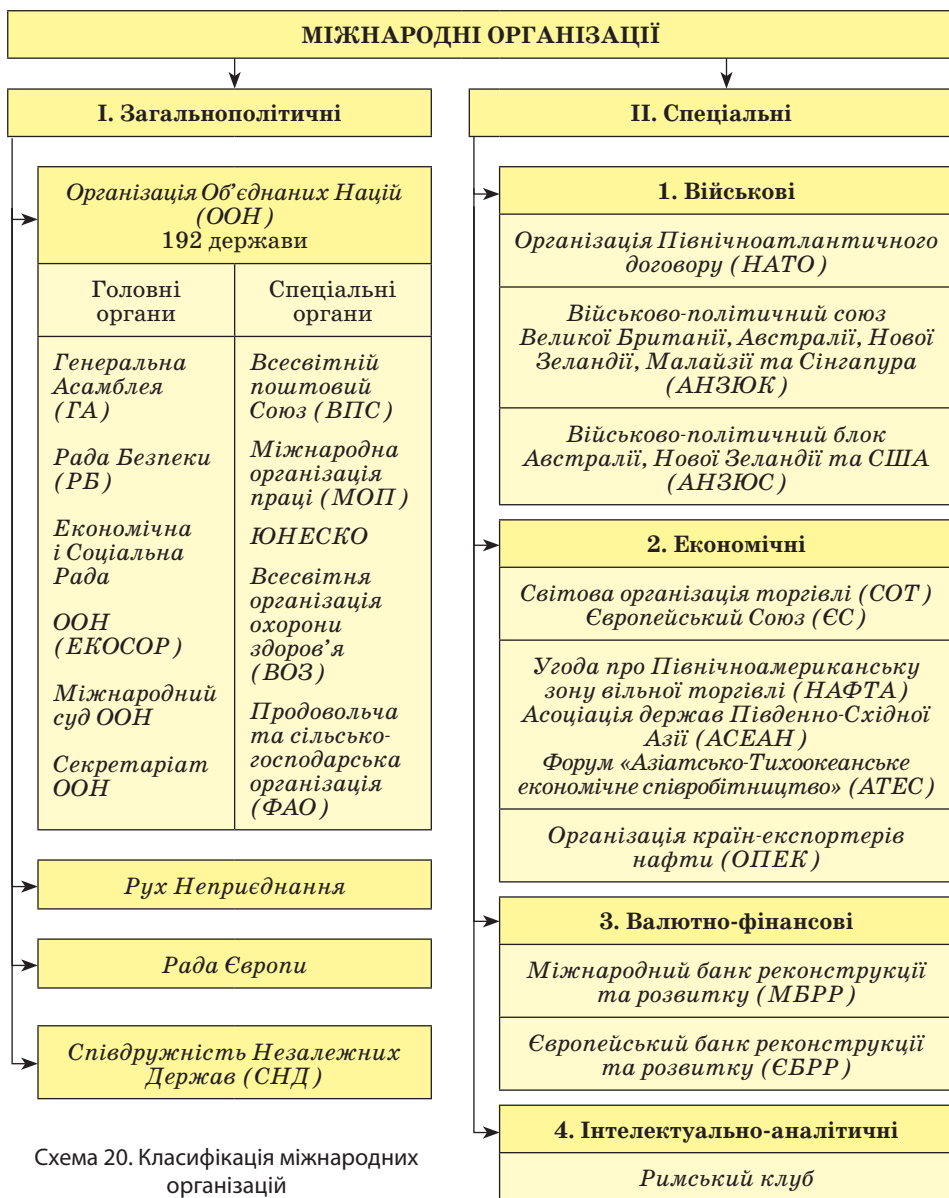 МІЖНАРОДНІ ОРГАНІЗАЦІЇ
І. Загальнополітичні
Організація Об’єднаних Націй
(ООН)
192 держави
Головні
органи
Генеральна
Асамблея
(ГА)
Рада Безпеки
(РБ)
Економічна
і Соціальна
Рада
ООН
(ЕКОСОР)
Міжнародний
суд ООН
Секретаріат
ООН
Спеціальні
органи
Всесвітній
поштовий
Союз (ВПС)
Міжнародна
організація
праці (МОП)
ЮНЕСКО
Всесвітня
організація
охорони
здоров’я
(ВОЗ)
Продовольча
та сільсько-
господарська
організація
(ФАО)
Рух Неприєднання
Рада Європи
Співдружність Незалежних
Держав (СНД)
Схема 20. Класифікація міжнародних
організацій
ІІ. Спеціальні
1. Військові
Організація Північноатлантичного
договору (НАТО)
Військово-політичний союз
Великої Британії, Австралії, Нової
Зеландії, Малайзії та Сінгапура
(АНЗЮК)
Військово-політичний блок
Австралії, Нової Зеландії та США
(АНЗЮС)
2. Економічні
Світова організація торгівлі (СОТ)
Європейський Союз (ЄС)
Угода про Північноамериканську
зону вільної торгівлі (НАФТА)
Асоціація держав Південно-Східної
Азії (АСЕАН)
Форум «Азіатсько-Тихоокеанське
економічне співробітництво» (АТЕС)
Організація країн-експортерів
нафти (ОПЕК)
3. Валютно-фінансові
Міжнародний банк реконструкції
та розвитку (МБРР)
Європейський банк реконструкції
та розвитку (ЄБРР)
4. Інтелектуально-аналітичні
Римський клуб